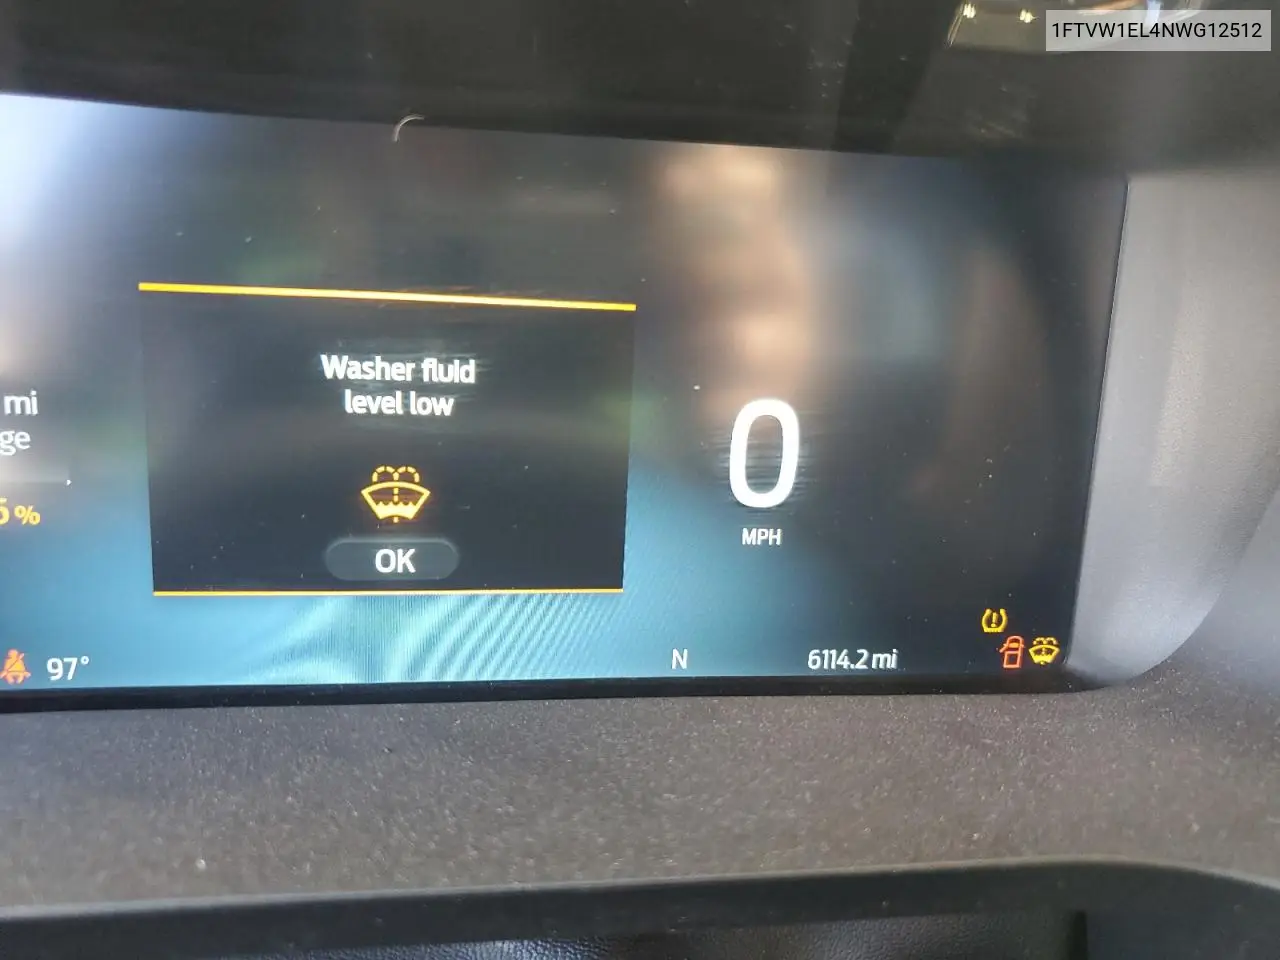 1FTVW1EL4NWG12512
Washer fluid
level low
OK
mi
ge
%
0
MPH
97°
N
6114.2 mi